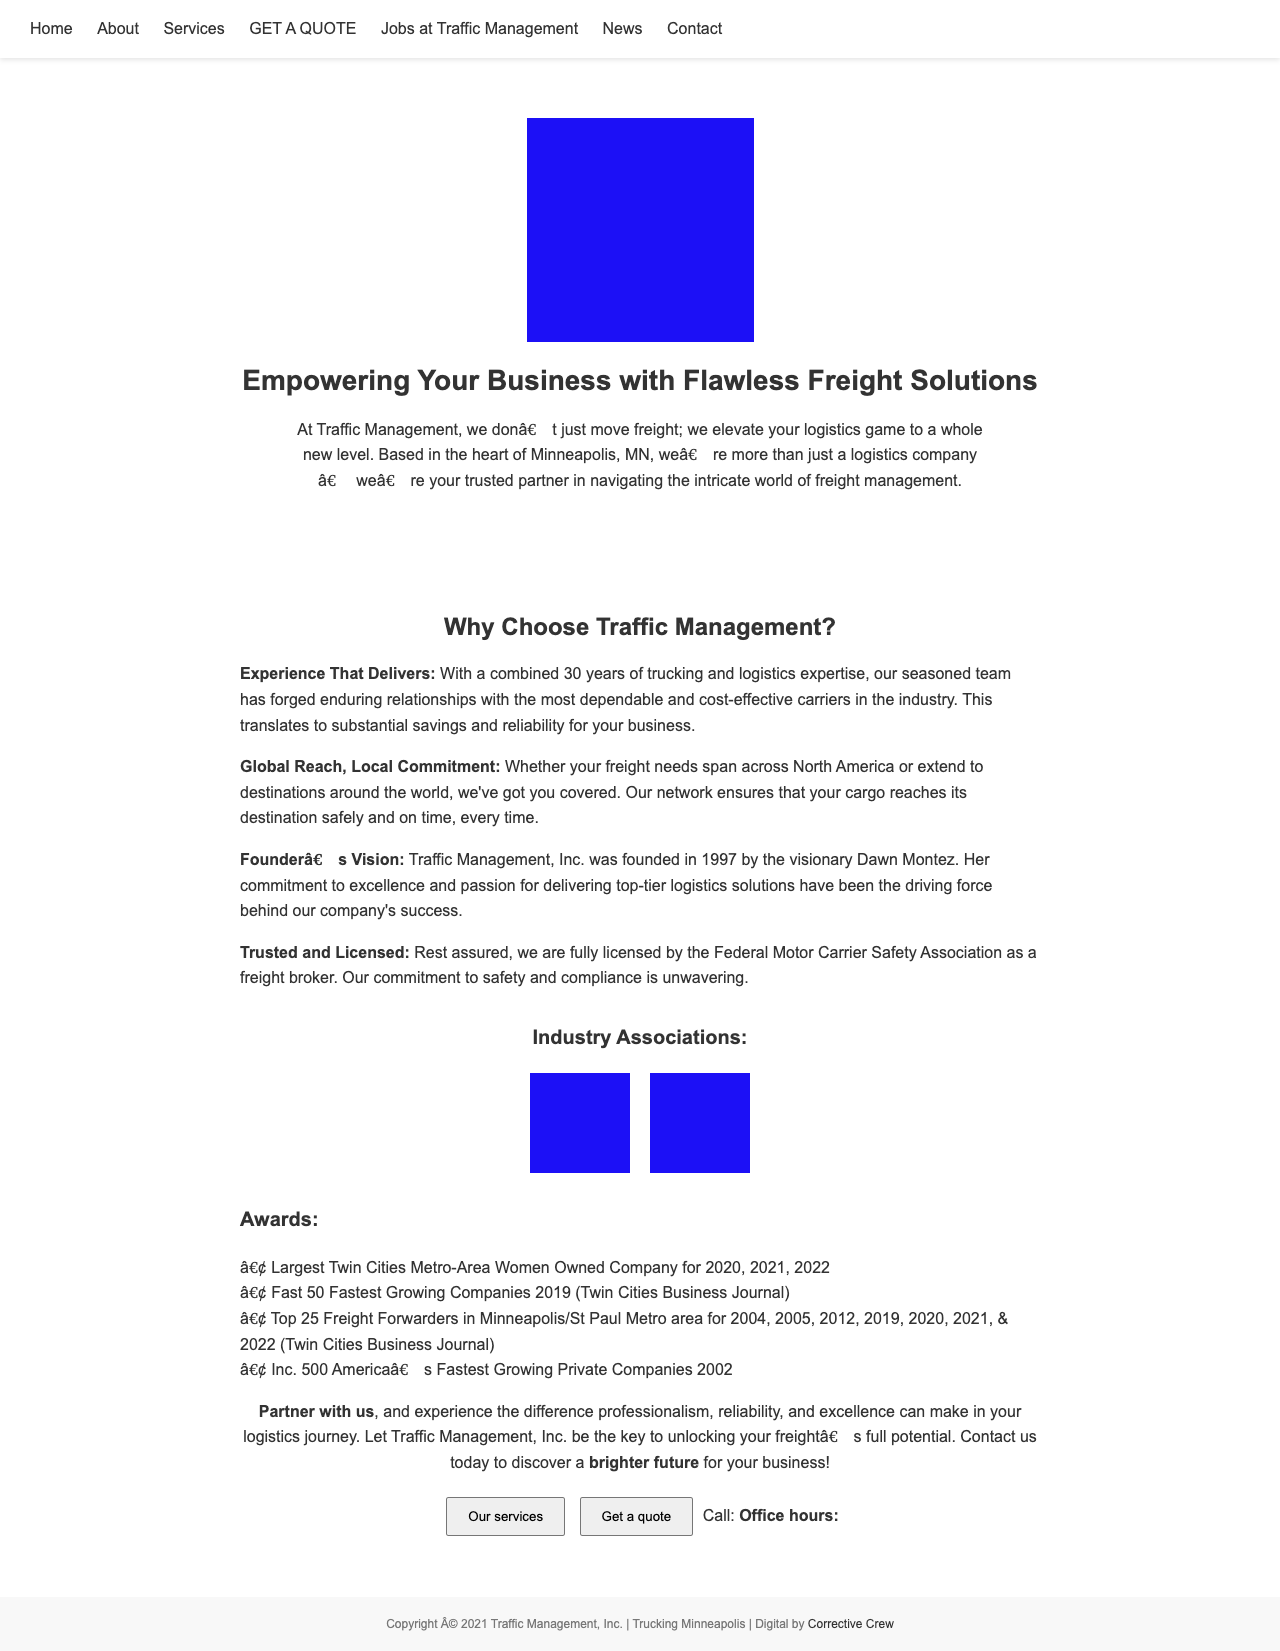 Home About Services GET A QUOTE Jobs at Traffic Management News Contact
Empowering Your Business with Flawless Freight Solutions
At Traffic Management, we donâ€ t just move freight; we elevate your logistics game to a whole
new level. Based in the heart of Minneapolis, MN, weâ€ re more than just a logistics company
â€ weâ€ re your trusted partner in navigating the intricate world of freight management.
Why Choose Traffic Management?
Experience That Delivers: With a combined 30 years of trucking and logistics expertise, our seasoned team
has forged enduring relationships with the most dependable and cost-effective carriers in the industry. This
translates to substantial savings and reliability for your business.
Global Reach, Local Commitment: Whether your freight needs span across North America or extend to
destinations around the world, we've got you covered. Our network ensures that your cargo reaches its
destination safely and on time, every time.
Founderâ€ s Vision: Traffic Management, Inc. was founded in 1997 by the visionary Dawn Montez. Her
commitment to excellence and passion for delivering top-tier logistics solutions have been the driving force
behind our company's success.
Trusted and Licensed: Rest assured, we are fully licensed by the Federal Motor Carrier Safety Association as a
freight broker. Our commitment to safety and compliance is unwavering.
Industry Associations:
Awards:
â€¢ Largest Twin Cities Metro-Area Women Owned Company for 2020, 2021, 2022
â€¢ Fast 50 Fastest Growing Companies 2019 (Twin Cities Business Journal)
â€¢ Top 25 Freight Forwarders in Minneapolis/St Paul Metro area for 2004, 2005, 2012, 2019, 2020, 2021, &
2022 (Twin Cities Business Journal)
â€¢ Inc. 500 Americaâ€ s Fastest Growing Private Companies 2002
Partner with us, and experience the difference professionalism, reliability, and excellence can make in your
logistics journey. Let Traffic Management, Inc. be the key to unlocking your freightâ€ s full potential. Contact us
today to discover a brighter future for your business!
Our services Get a quote Call: Office hours:
Copyright Â© 2021 Traffic Management, Inc. | Trucking Minneapolis | Digital by Corrective Crew